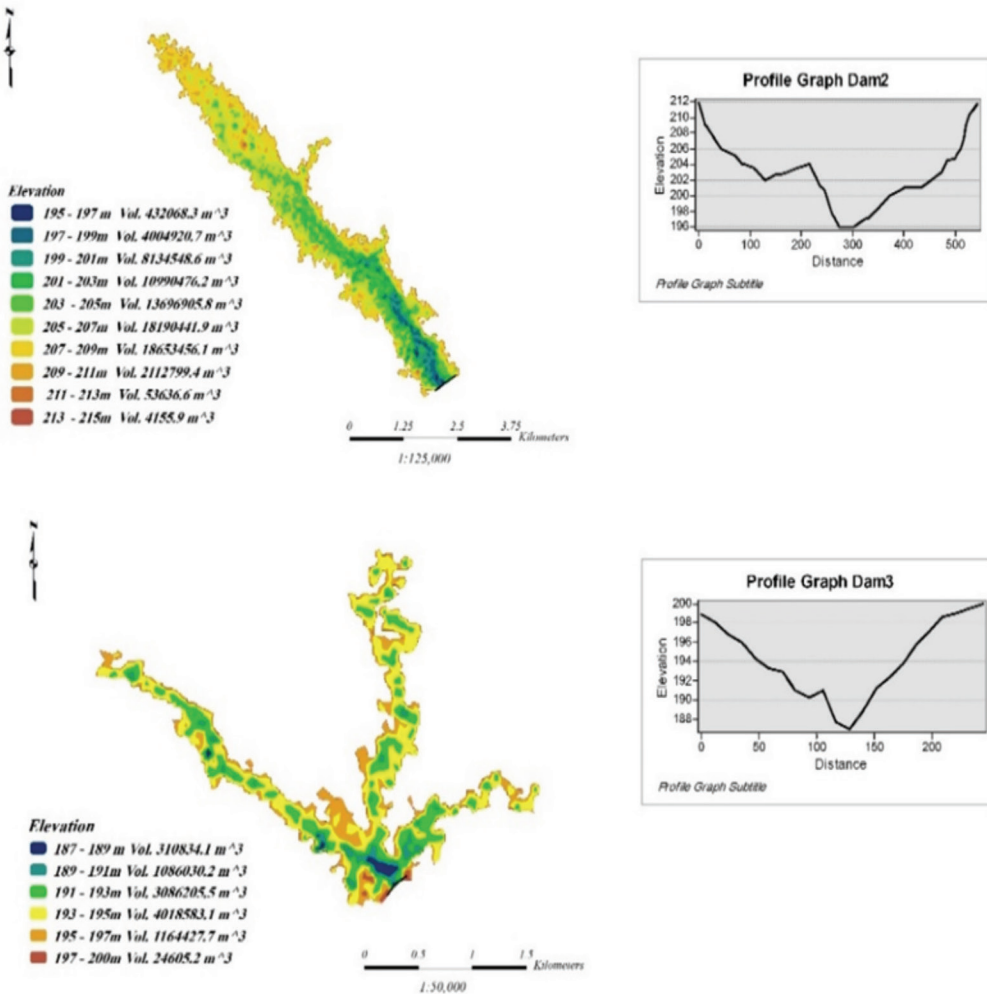 N
Profile Graph Dam2
212
210
208
206
204
202
200
198
196
Elevation
0 100 200 300 400 500
Distance
Profile Graph Subtitle
Elevation
195 - 197 m Vol. 432068.3 m^3
197 - 199m Vol. 4004920.7 m^3
199 - 201m Vol. 8134548.6 m^3
201 - 203m Vol. 10990476.2 m^3
203 - 205m Vol. 13696905.8 m^3
205 - 207m Vol. 18190441.9 m^3
207 - 209m Vol. 18653456.1 m^3
209 - 211m Vol. 2112799.4 m^3
211 - 213m Vol. 53636.6 m^3
213 - 215m Vol. 4155.9 m^3
0 1.25 2.5 3.75
Kilometers
1:125,000
N
Profile Graph Dam3
200
198
196
194
192
190
188
Elevation
0 50 100 150 200
Distance
Profile Graph Subtitle
Elevation
187 - 189 m Vol. 310834.1 m^3
189 - 191m Vol. 1086030.2 m^3
191 - 193m Vol. 3086205.5 m^3
193 - 195m Vol. 4018583.1 m^3
195 - 197m Vol. 1164427.7 m^3
197 - 200m Vol. 24605.2 m^3
0 0.5 1 1.5
Kilometers
1:50,000